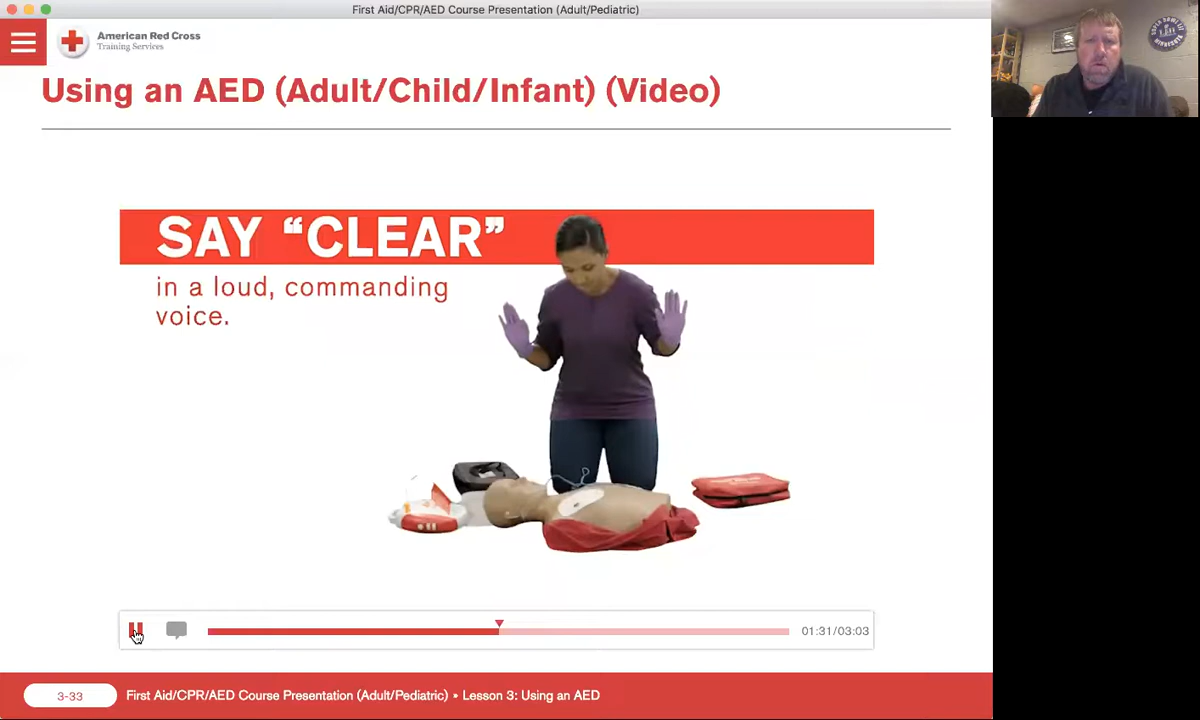 First Aid/CPR/AED Course Presentation (Adult/Pediatric)
American Red Cross
Training Services
Using an AED (Adult/Child/Infant) (Video)
SAY “CLEAR”
in a loud, commanding
voice.
01:31/03:03
3-33
First Aid/CPR/AED Course Presentation (Adult/Pediatric) • Lesson 3: Using an AED